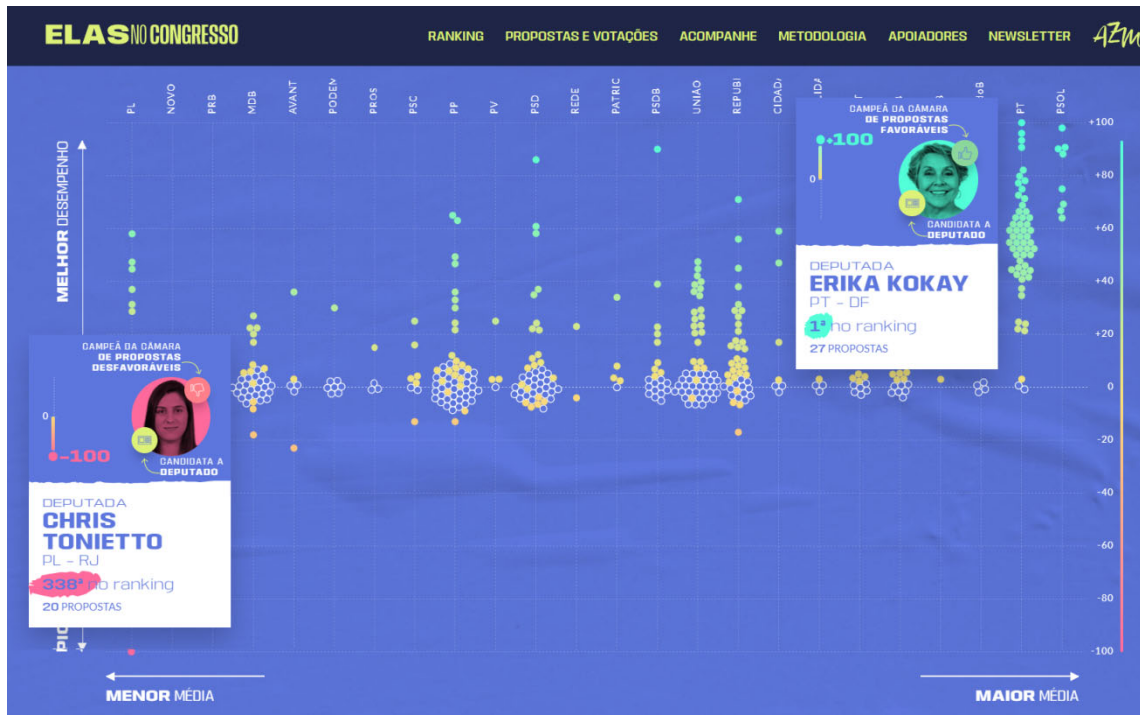 ELAS NO CONGRESSO
RANKING PROPOSTAS E VOTAÇÕES ACOMPANHE METODOLOGIA APOIADORES NEWSLETTER
PL NOVO PRB MDB AVANT PODEM PROS PSC PP PV PSD REDE PATRIC PSDB UNIÃO REPUBL CIDADA PT PSOL
MELHOR DESEMPENHO
+100
+80
+60
+40
+20
0
-20
-40
-60
-80
-100
CAMPEÃ DA CÂMARA
DE PROPOSTAS
FAVORÁVEIS
+100
0
CANDIDATA A
DEPUTADO
DEPUTADA
ERIKA KOKAY
PT - DF
1ª no ranking
27 PROPOSTAS
CAMPEÃ DA CÂMARA
DE PROPOSTAS
DESFAVORÁVEIS
0
-100
CANDIDATA A
DEPUTADO
DEPUTADA
CHRIS
TONIETTO
PL - RJ
338ª no ranking
20 PROPOSTAS
MENOR MÉDIA
MAIOR MÉDIA